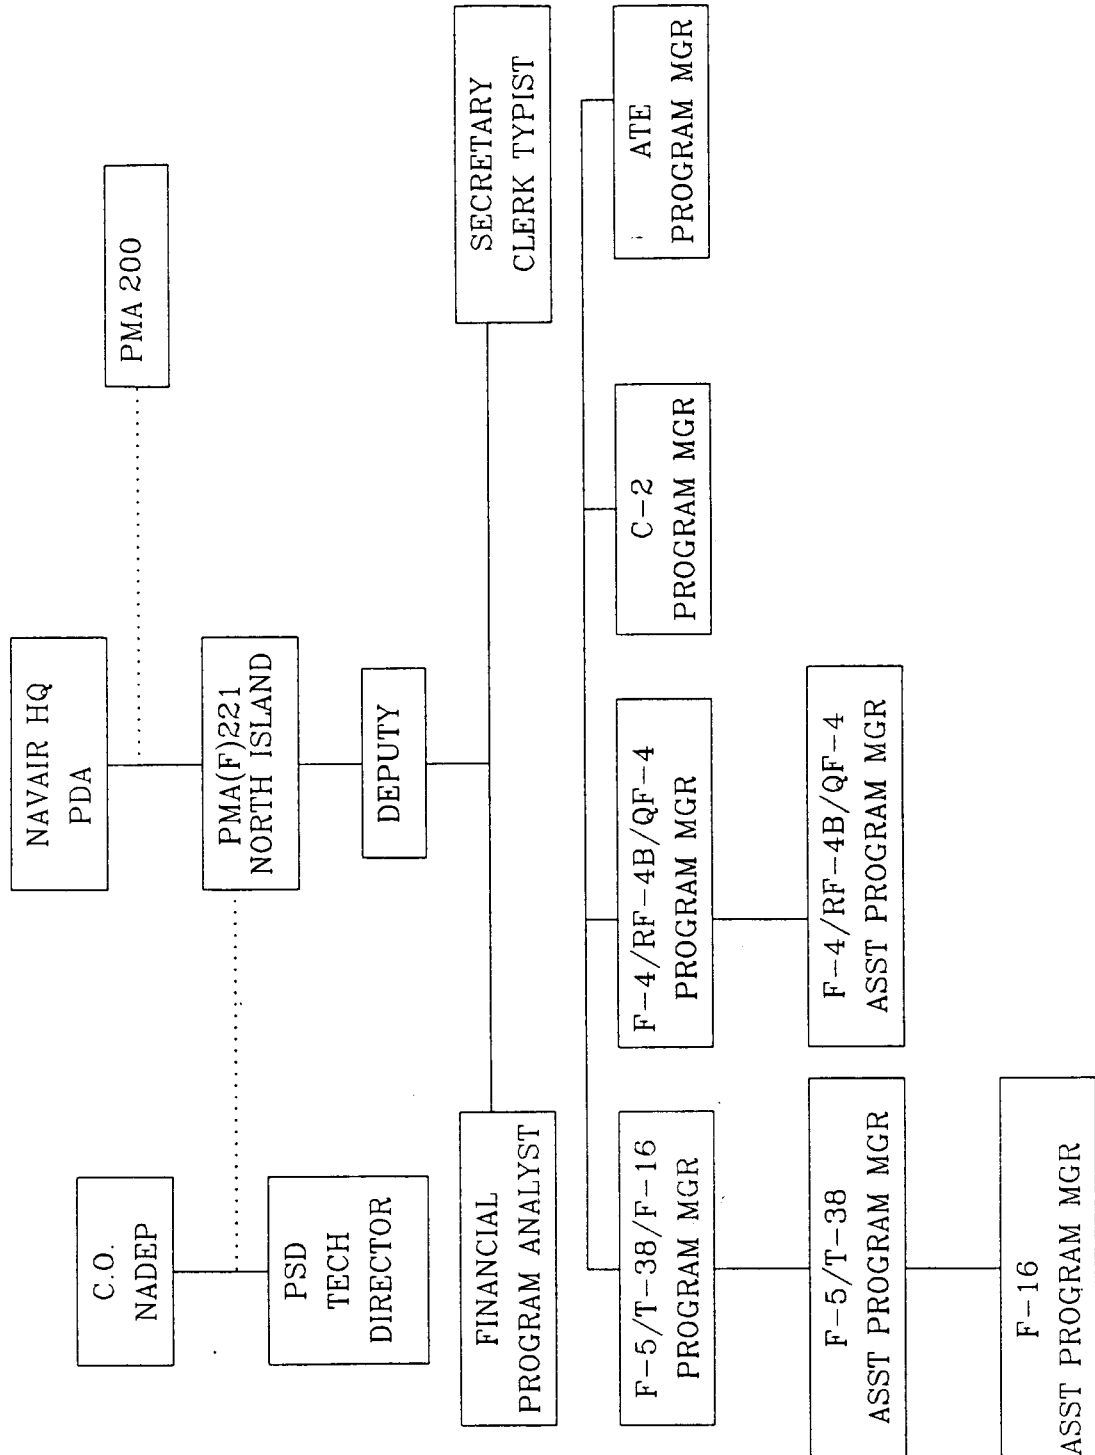 NAVAIR HQ
PDA
PMA 200
C.O.
NADEP
PMA(F)221
NORTH ISLAND
PSD
TECH
DIRECTOR
DEPUTY
FINANCIAL
PROGRAM ANALYST
SECRETARY
CLERK TYPIST
F-5/T-38/F-16
PROGRAM MGR
F-4/RF-4B/QF-4
PROGRAM MGR
C-2
PROGRAM MGR
ATE
PROGRAM MGR
F-5/T-38
ASST PROGRAM MGR
F-4/RF-4B/QF-4
ASST PROGRAM MGR
F-16
ASST PROGRAM MGR